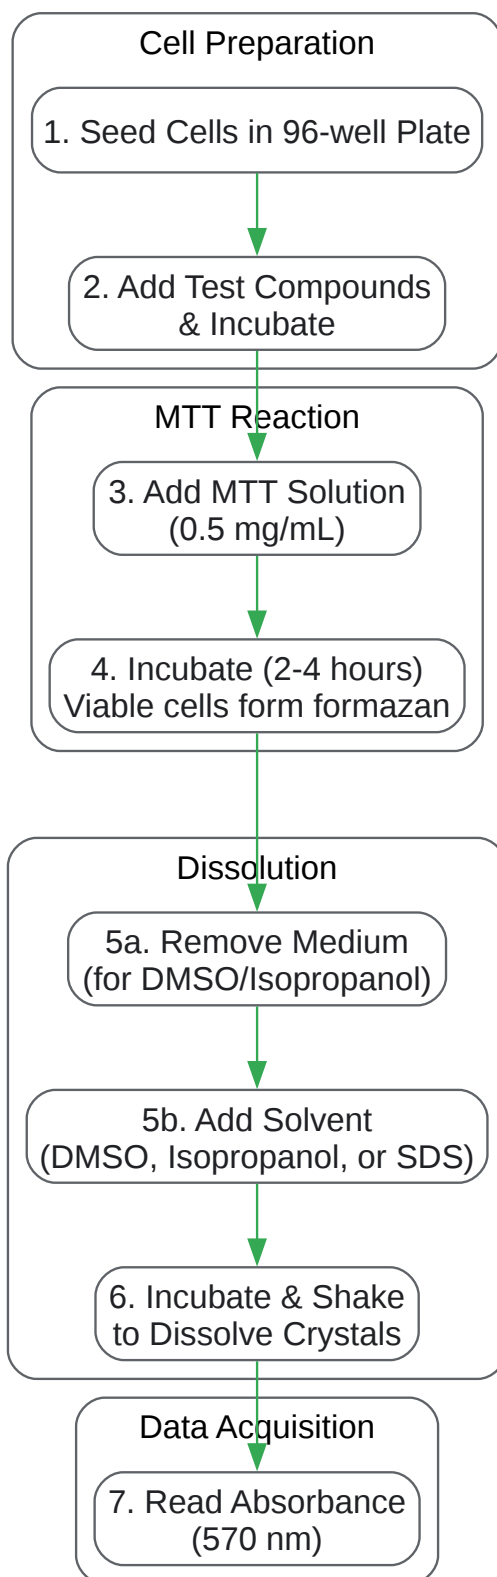 Cell Preparation
1. Seed Cells in 96-well Plate
2. Add Test Compounds
& Incubate
MTT Reaction
3. Add MTT Solution
(0.5 mg/mL)
4. Incubate (2-4 hours)
Viable cells form formazan
Dissolution
5a. Remove Medium
(for DMSO/Isopropanol)
5b. Add Solvent
(DMSO, Isopropanol, or SDS)
6. Incubate & Shake
to Dissolve Crystals
Data Acquisition
7. Read Absorbance
(570 nm)